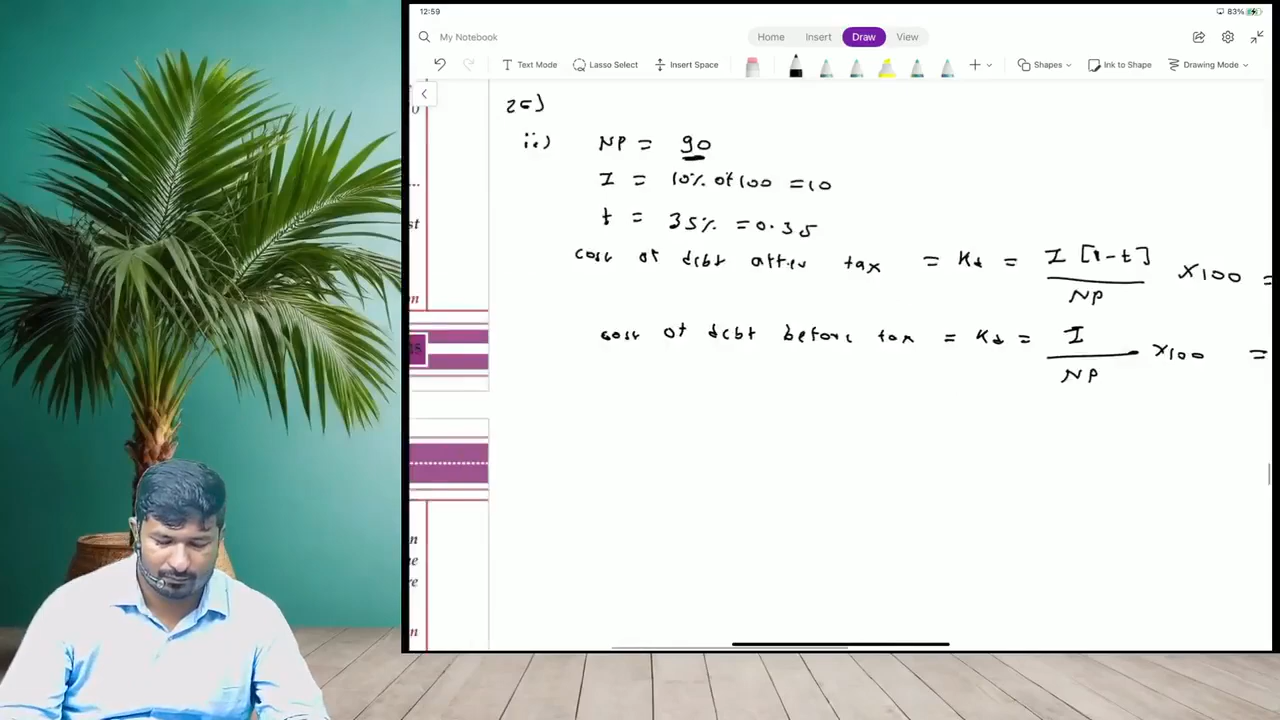 12:59
83%
My Notebook
Home Insert Draw View
Text Mode Lasso Select Insert Space Shapes Ink to Shape Drawing Mode
25)
ii) NP = 90
I = 10% of 100 = 10
t = 35% = 0.35
cost of debt after tax = Kd = I [1-t] / NP X100 =
cost of debt before tax = Kd = I / NP X100 =